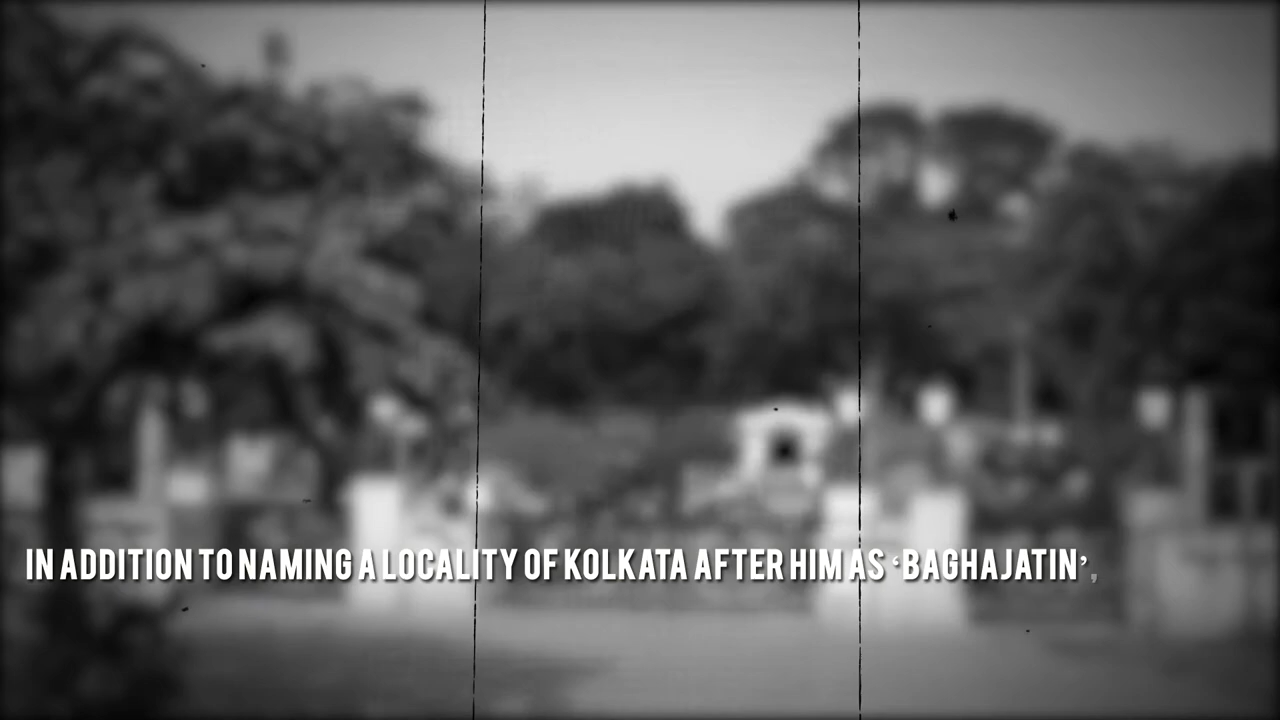 IN ADDITION TO NAMING A LOCALITY OF KOLKATA AFTER HIM AS ‘BAGHAJATIN’,